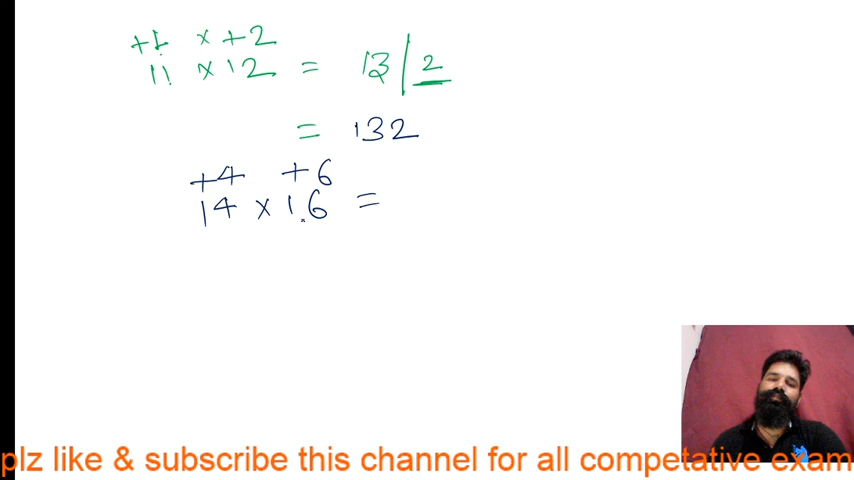 +1 × +2
11 × 12 = 13/2
= 132
+4 +6
14 × 16 =
plz like & subscribe this channel for all competative exam